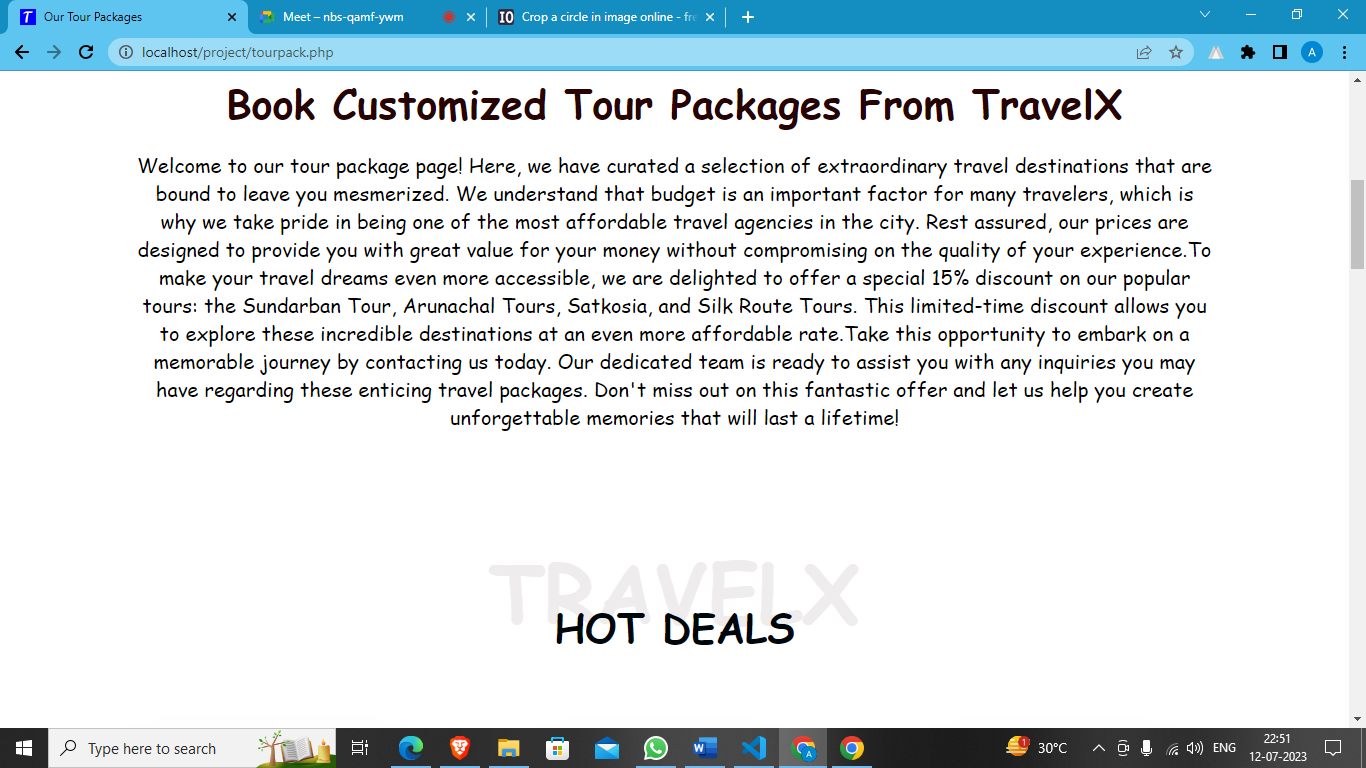 Our Tour Packages
Meet – nbs-qamf-ywm
Crop a circle in image online - fre
localhost/project/tourpack.php
A
Book Customized Tour Packages From TravelX
Welcome to our tour package page! Here, we have curated a selection of extraordinary travel destinations that are
bound to leave you mesmerized. We understand that budget is an important factor for many travelers, which is
why we take pride in being one of the most affordable travel agencies in the city. Rest assured, our prices are
designed to provide you with great value for your money without compromising on the quality of your experience.To
make your travel dreams even more accessible, we are delighted to offer a special 15% discount on our popular
tours: the Sundarban Tour, Arunachal Tours, Satkosia, and Silk Route Tours. This limited-time discount allows you
to explore these incredible destinations at an even more affordable rate.Take this opportunity to embark on a
memorable journey by contacting us today. Our dedicated team is ready to assist you with any inquiries you may
have regarding these enticing travel packages. Don't miss out on this fantastic offer and let us help you create
unforgettable memories that will last a lifetime!
TRAVELX
HOT DEALS
Type here to search
30°C
ENG
22:51
12-07-2023